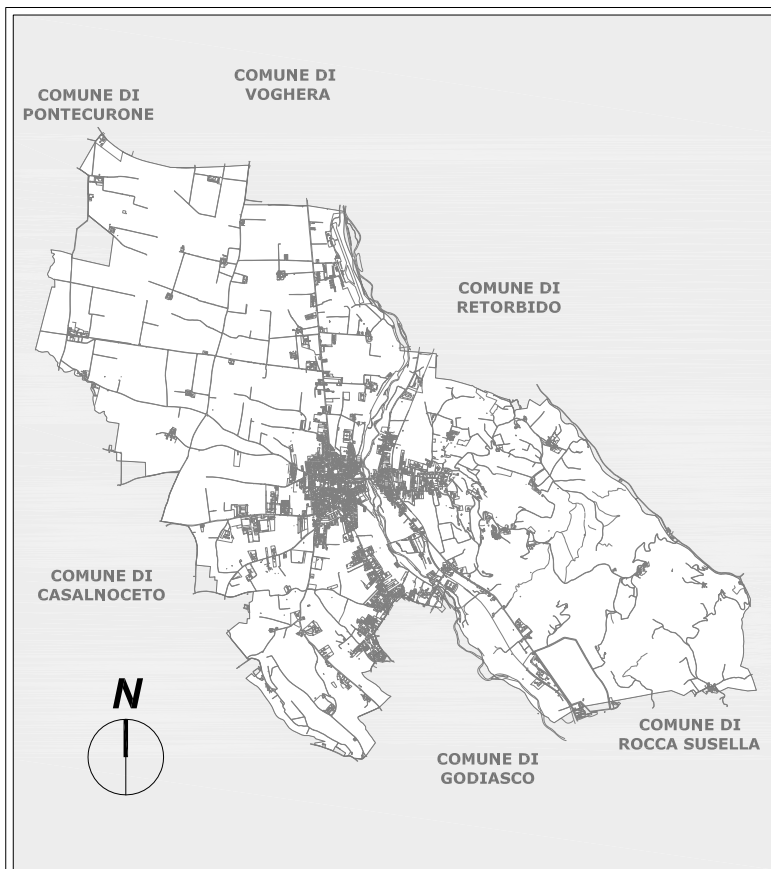 COMUNE DI
VOGHERA
COMUNE DI
PONTECURONE
COMUNE DI
RETORBIDO
COMUNE DI
CASALNOCETO
N
COMUNE DI
ROCCA SUSELLA
COMUNE DI
GODIASCO